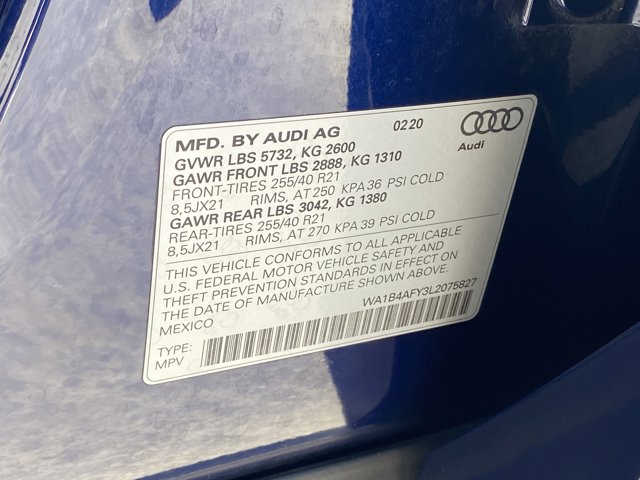 MFD. BY AUDI AG 02 20
GVWR LBS 5732, KG 2600
GAWR FRONT LBS 2888, KG 1310
FRONT-TIRES 255/40 R21
8,5JX21 RIMS, AT 250 KPA 36 PSI COLD
GAWR REAR LBS 3042, KG 1380
REAR-TIRES 255/40 R21
8,5JX21 RIMS, AT 270 KPA 39 PSI COLD
Audi
THIS VEHICLE CONFORMS TO ALL APPLICABLE
U.S. FEDERAL MOTOR VEHICLE SAFETY AND
THEFT PREVENTION STANDARDS IN EFFECT ON
THE DATE OF MANUFACTURE SHOWN ABOVE.
MEXICO
WA1B4AFY3L2075827
TYPE:
MPV